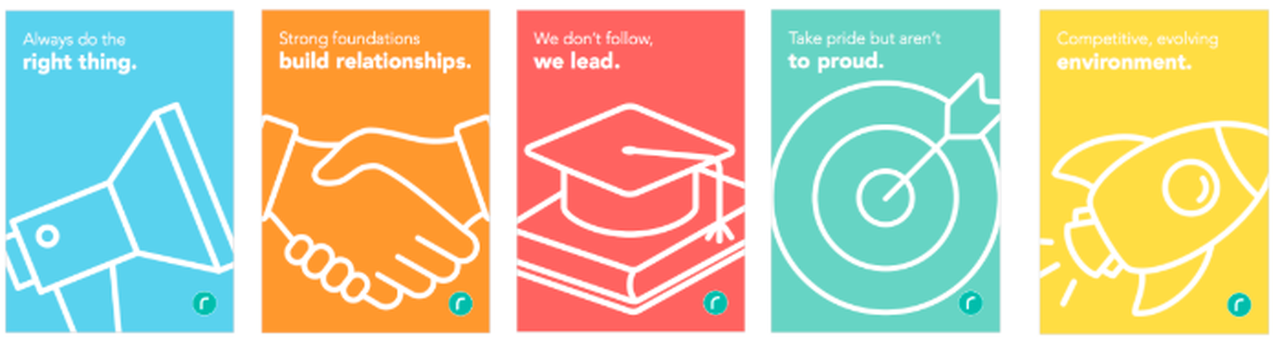 Always do the
right thing.
Strong foundations
build relationships.
We don't follow,
we lead.
Take pride but aren't
to proud.
Competitive, evolving
environment.
r
r
r
r
r